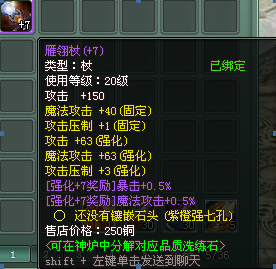 +7
雁翎杖(+7)
类型：杖 已绑定
使用等级：20级
攻击 +150
魔法攻击 +40(固定)
攻击压制 +1(固定)
攻击 +63(强化)
魔法攻击 +63(强化)
攻击压制 +3(强化)
[强化+7奖励]暴击+0.5%
[强化+7奖励]魔法攻击+0.5%
还没有镶嵌石头（紫橙强七孔）
售店价格：250铜
<可在神炉中分解对应品质洗练石>
shift + 左键单击发送到聊天
1
5/36